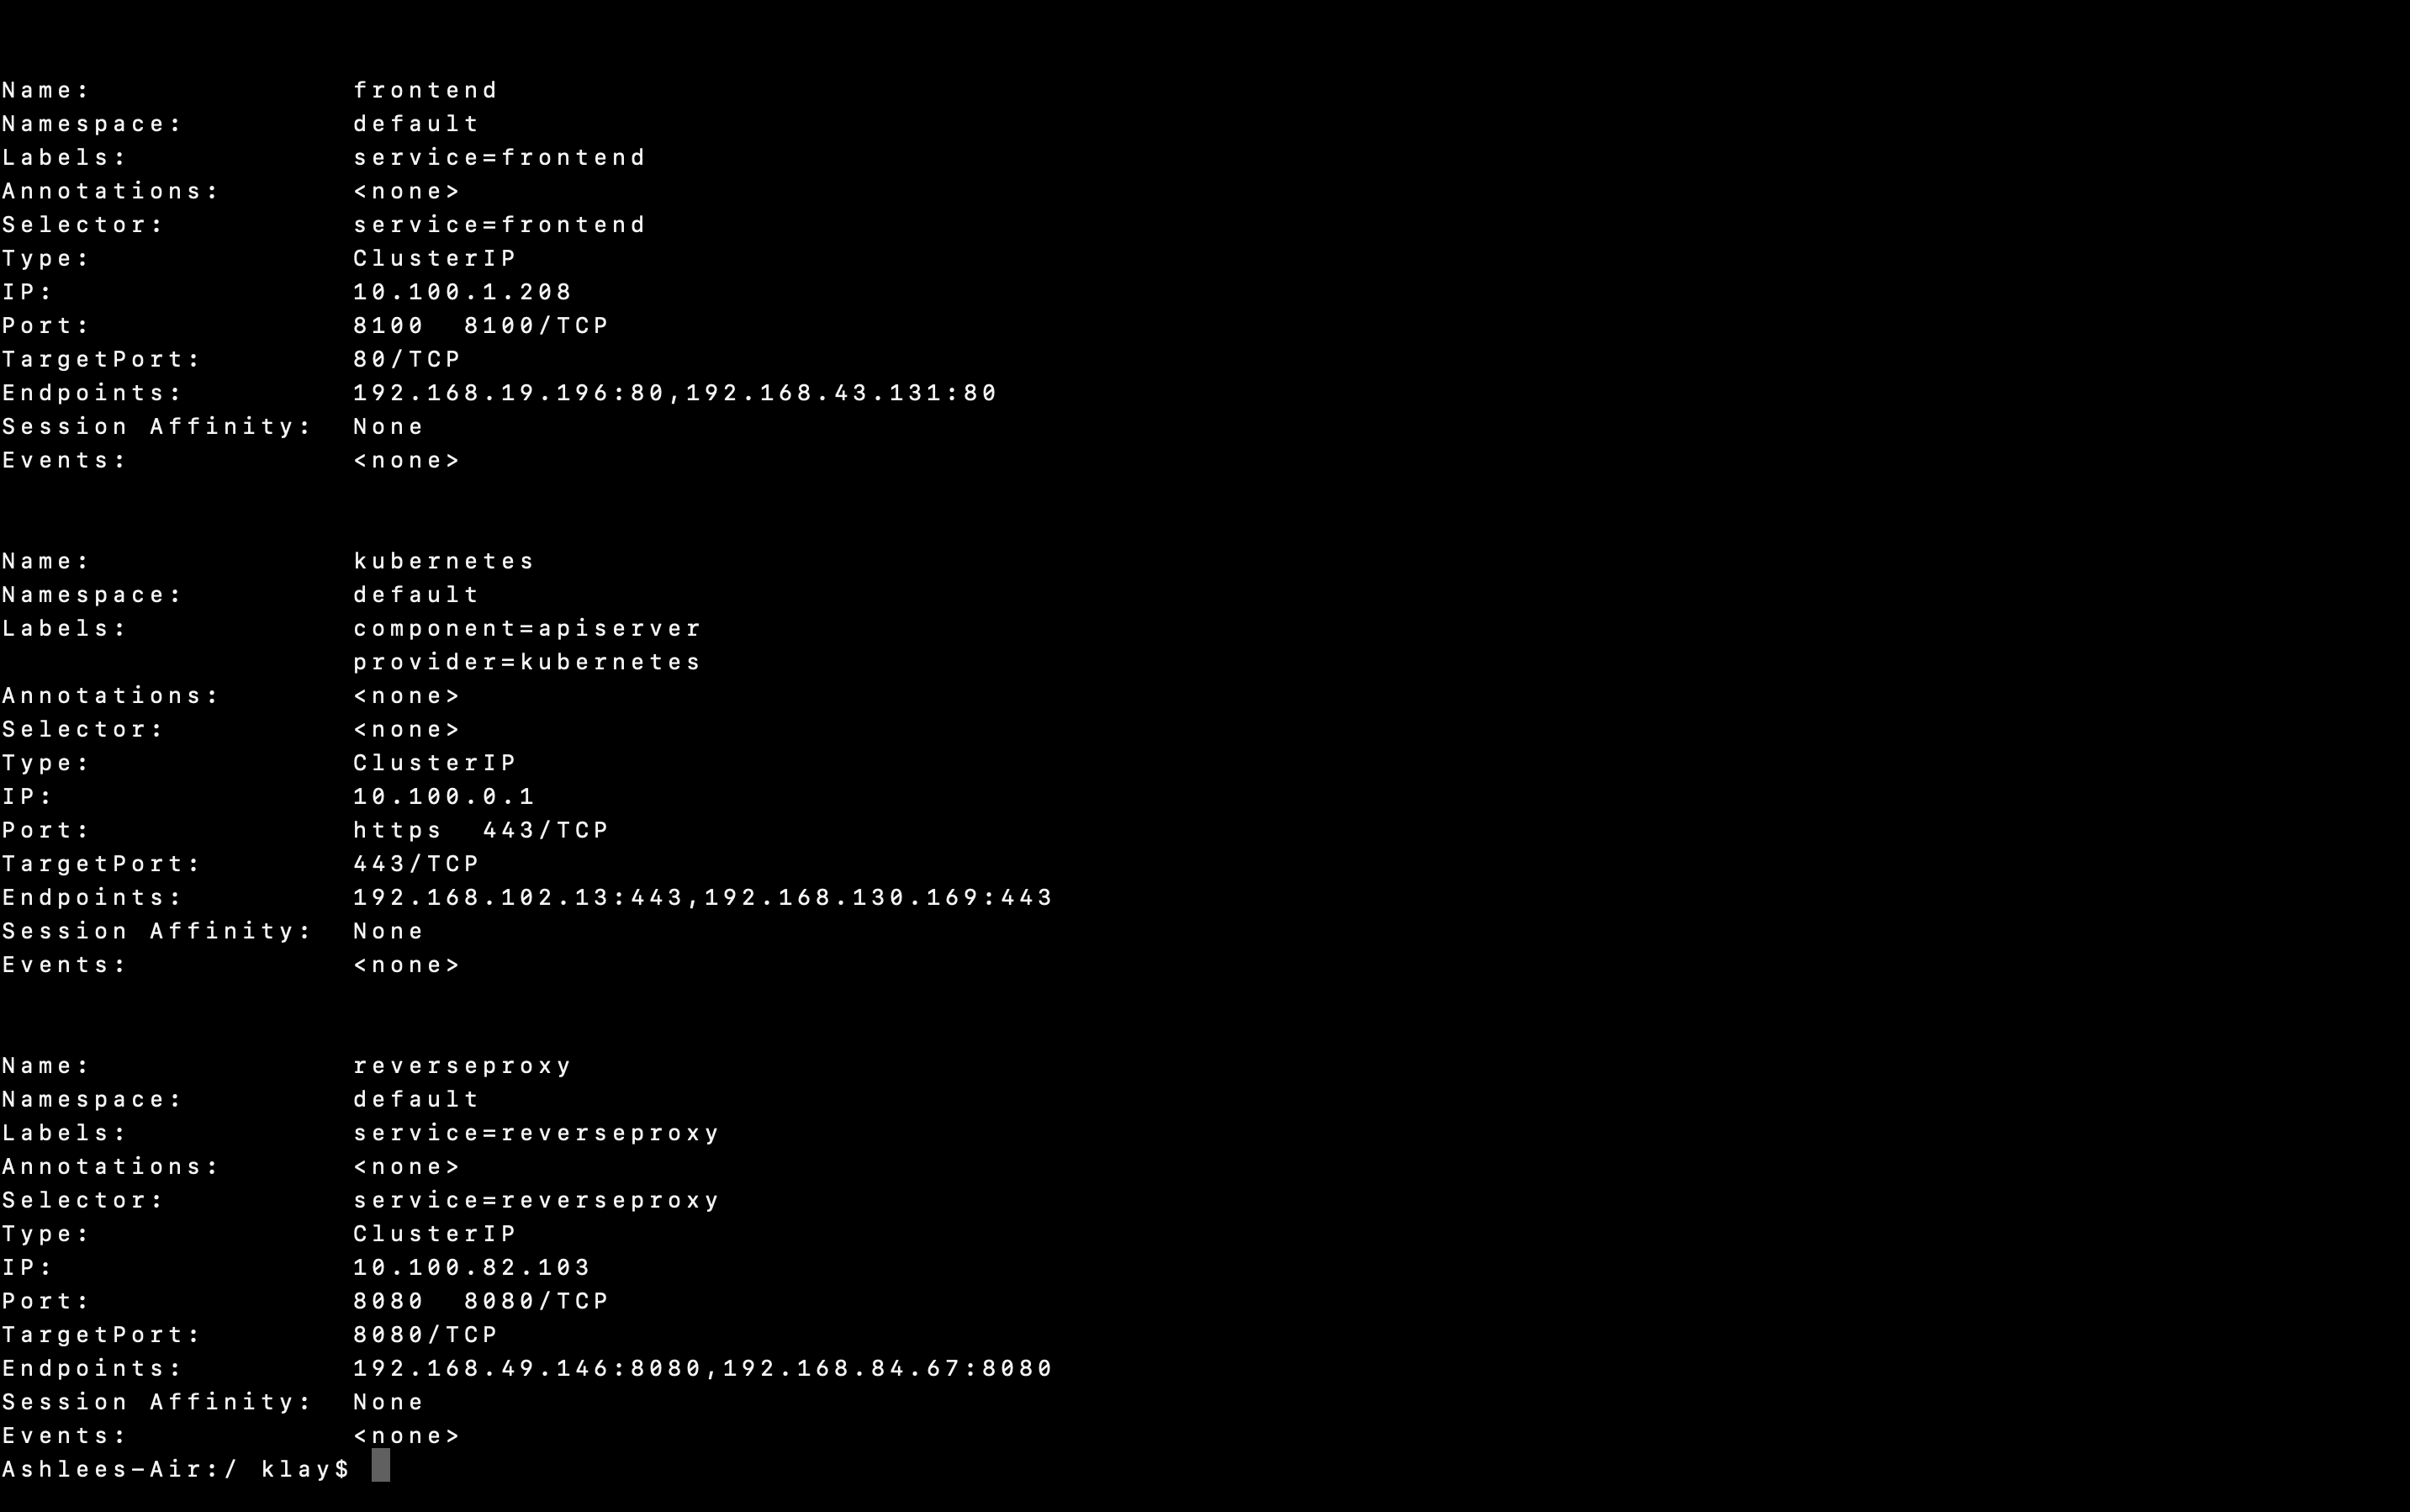 Name: frontend
Namespace: default
Labels: service=frontend
Annotations: <none>
Selector: service=frontend
Type: ClusterIP
IP: 10.100.1.208
Port: 8100  8100/TCP
TargetPort: 80/TCP
Endpoints: 192.168.19.196:80,192.168.43.131:80
Session Affinity: None
Events: <none>
Name: kubernetes
Namespace: default
Labels: component=apiserver
provider=kubernetes
Annotations: <none>
Selector: <none>
Type: ClusterIP
IP: 10.100.0.1
Port: https  443/TCP
TargetPort: 443/TCP
Endpoints: 192.168.102.13:443,192.168.130.169:443
Session Affinity: None
Events: <none>
Name: reverseproxy
Namespace: default
Labels: service=reverseproxy
Annotations: <none>
Selector: service=reverseproxy
Type: ClusterIP
IP: 10.100.82.103
Port: 8080  8080/TCP
TargetPort: 8080/TCP
Endpoints: 192.168.49.146:8080,192.168.84.67:8080
Session Affinity: None
Events: <none>
Ashlees-Air:/ klay$